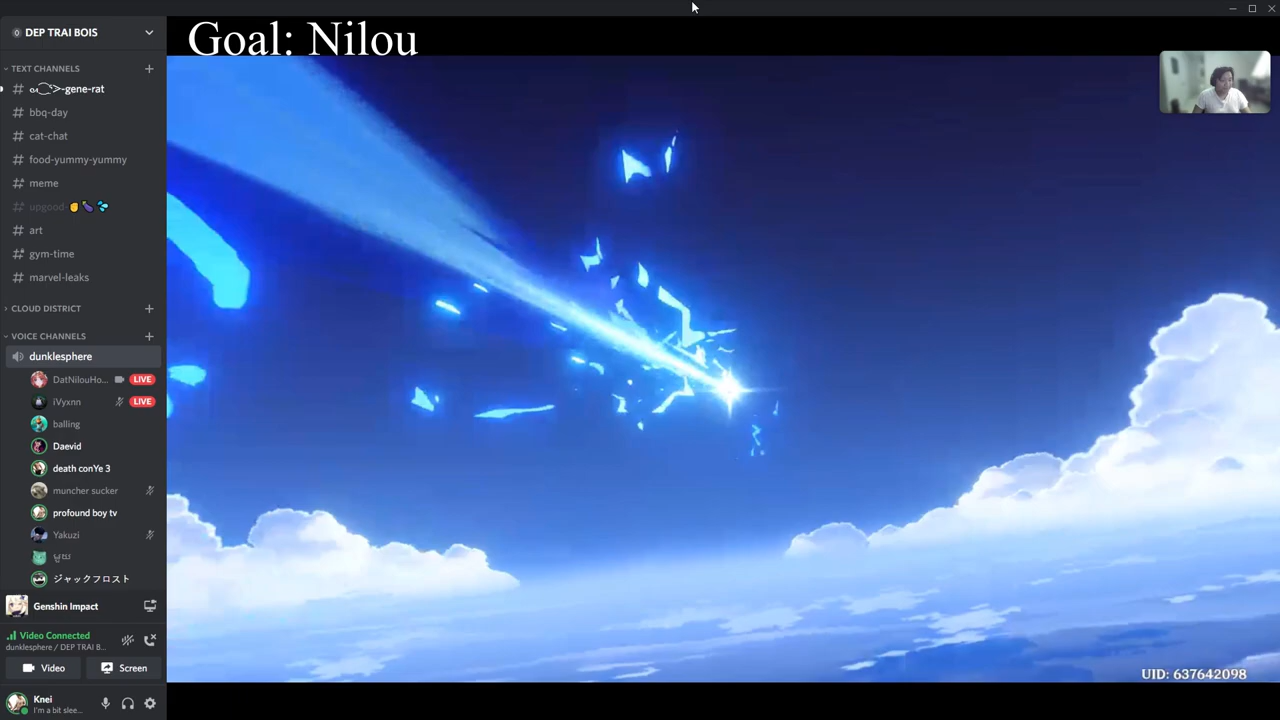 DEP TRAI BOIS
Goal: Nilou
TEXT CHANNELS
-gene-rat
bbq-day
cat-chat
food-yummy-yummy
meme
upgood-
art
gym-time
marvel-leaks
CLOUD DISTRICT
VOICE CHANNELS
dunklesphere
DatNilouHo... LIVE
iVyxnn LIVE
balling
Daevid
death conYe 3
muncher sucker
profound boy tv
Yakuzi
ジャックフロスト
Genshin Impact
Video Connected
dunklesphere / DEP TRAI B...
Video Screen
Knei
I'm a bit slee...
UID: 637642098